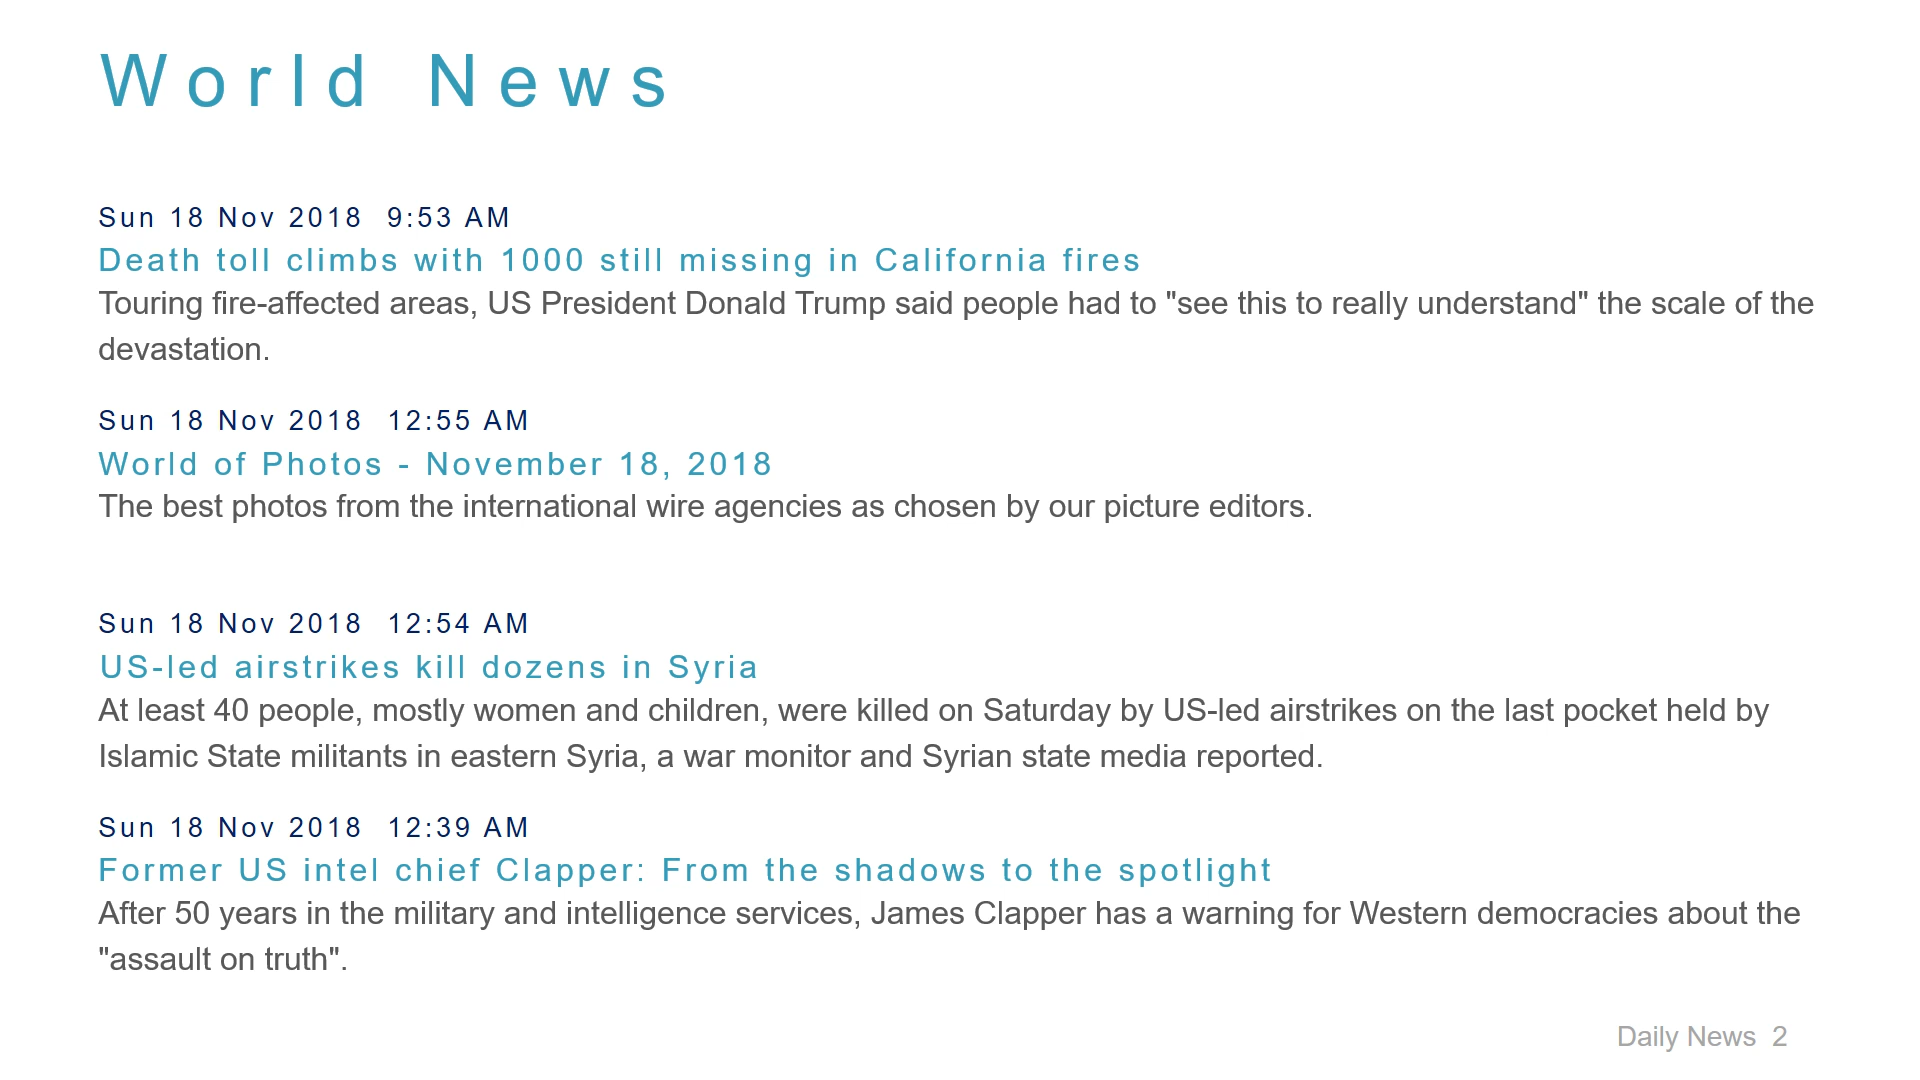 World News
Sun 18 Nov 2018  9:53 AM
Death toll climbs with 1000 still missing in California fires
Touring fire-affected areas, US President Donald Trump said people had to "see this to really understand" the scale of the
devastation.
Sun 18 Nov 2018  12:55 AM
World of Photos - November 18, 2018
The best photos from the international wire agencies as chosen by our picture editors.
Sun 18 Nov 2018  12:54 AM
US-led airstrikes kill dozens in Syria
At least 40 people, mostly women and children, were killed on Saturday by US-led airstrikes on the last pocket held by
Islamic State militants in eastern Syria, a war monitor and Syrian state media reported.
Sun 18 Nov 2018  12:39 AM
Former US intel chief Clapper: From the shadows to the spotlight
After 50 years in the military and intelligence services, James Clapper has a warning for Western democracies about the
"assault on truth".
Daily News  2